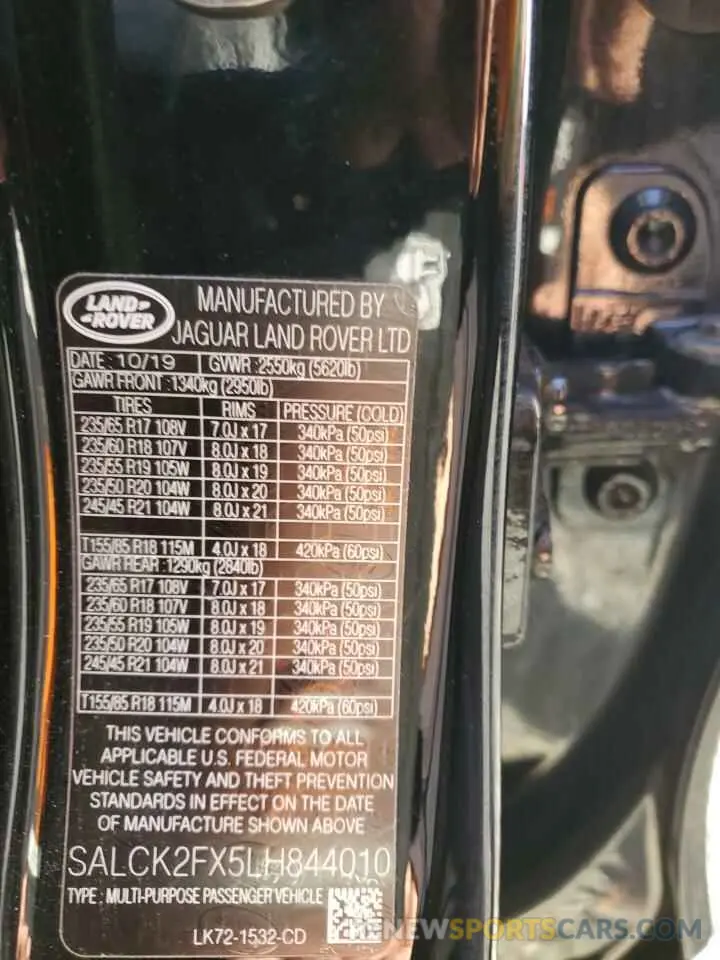 LAND ROVER
MANUFACTURED BY
JAGUAR LAND ROVER LTD
DATE: 10/19 GVWR :2550kg (5620lb)
GAWR FRONT : 1340kg (2950lb)
TIRES RIMS PRESSURE (COLD)
235/65 R17 108V 7.0J x 17 340kPa (50psi)
235/60 R18 107V 8.0J x 18 340kPa (50psi)
235/55 R19 105W 8.0J x 19 340kPa (50psi)
235/50 R20 104W 8.0J x 20 340kPa (50psi)
245/45 R21 104W 8.0J x 21 340kPa (50psi)
T155/85 R18 115M 4.0J x 18 420kPa (60psi)
GAWR REAR :1290kg (2840lb)
235/65 R17 108V 7.0J x 17 340kPa (50psi)
235/60 R18 107V 8.0J x 18 340kPa (50psi)
235/55 R19 105W 8.0J x 19 340kPa (50psi)
235/50 R20 104W 8.0J x 20 340kPa (50psi)
245/45 R21 104W 8.0J x 21 340kPa (50psi)
T155/85 R18 115M 4.0J x 18 420kPa (60psi)
THIS VEHICLE CONFORMS TO ALL
APPLICABLE U.S. FEDERAL MOTOR
VEHICLE SAFETY AND THEFT PREVENTION
STANDARDS IN EFFECT ON THE DATE
OF MANUFACTURE SHOWN ABOVE
SALCK2FX5LH844010
TYPE : MULTI-PURPOSE PASSENGER VEHICLE
LK72-1532-CD
RENEWSPORTSCARS.COM